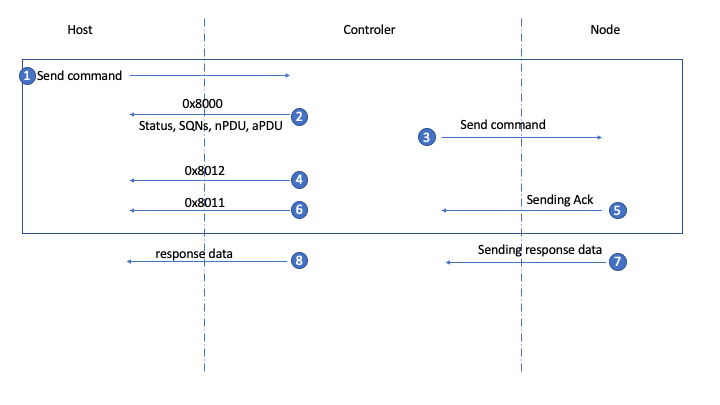 Host
Controler
Node
1 Send command
0x8000
2
Status, SQNs, nPDU, aPDU
3 Send command
0x8012
4
0x8011
6
Sending Ack
5
response data
8
Sending response data
7